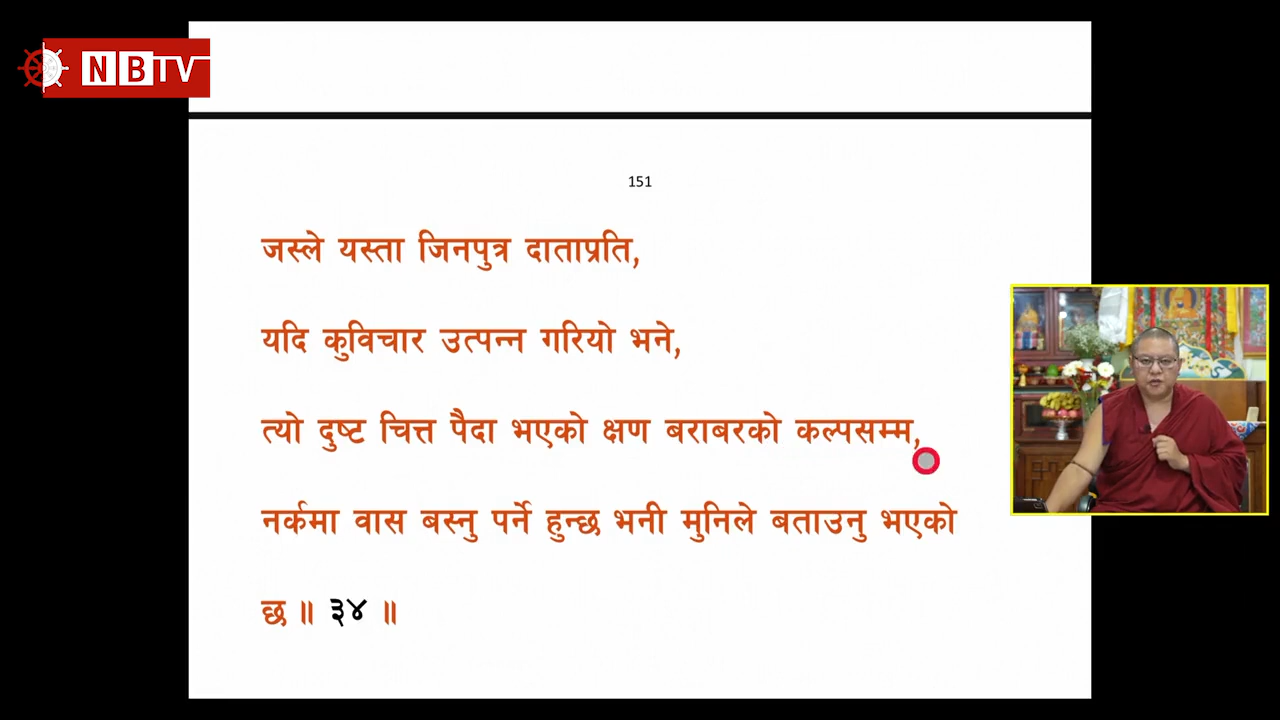 NBTV
151
जस्ले यस्ता जिनपुत्र दाताप्रति,
यदि कुविचार उत्पन्न गरियो भने,
त्यो दुष्ट चित्त पैदा भएको क्षण बराबरको कल्पसम्म,
नर्कमा वास बस्नु पर्ने हुन्छ भनी मुनिले बताउनु भएको
छ ॥ ३४ ॥